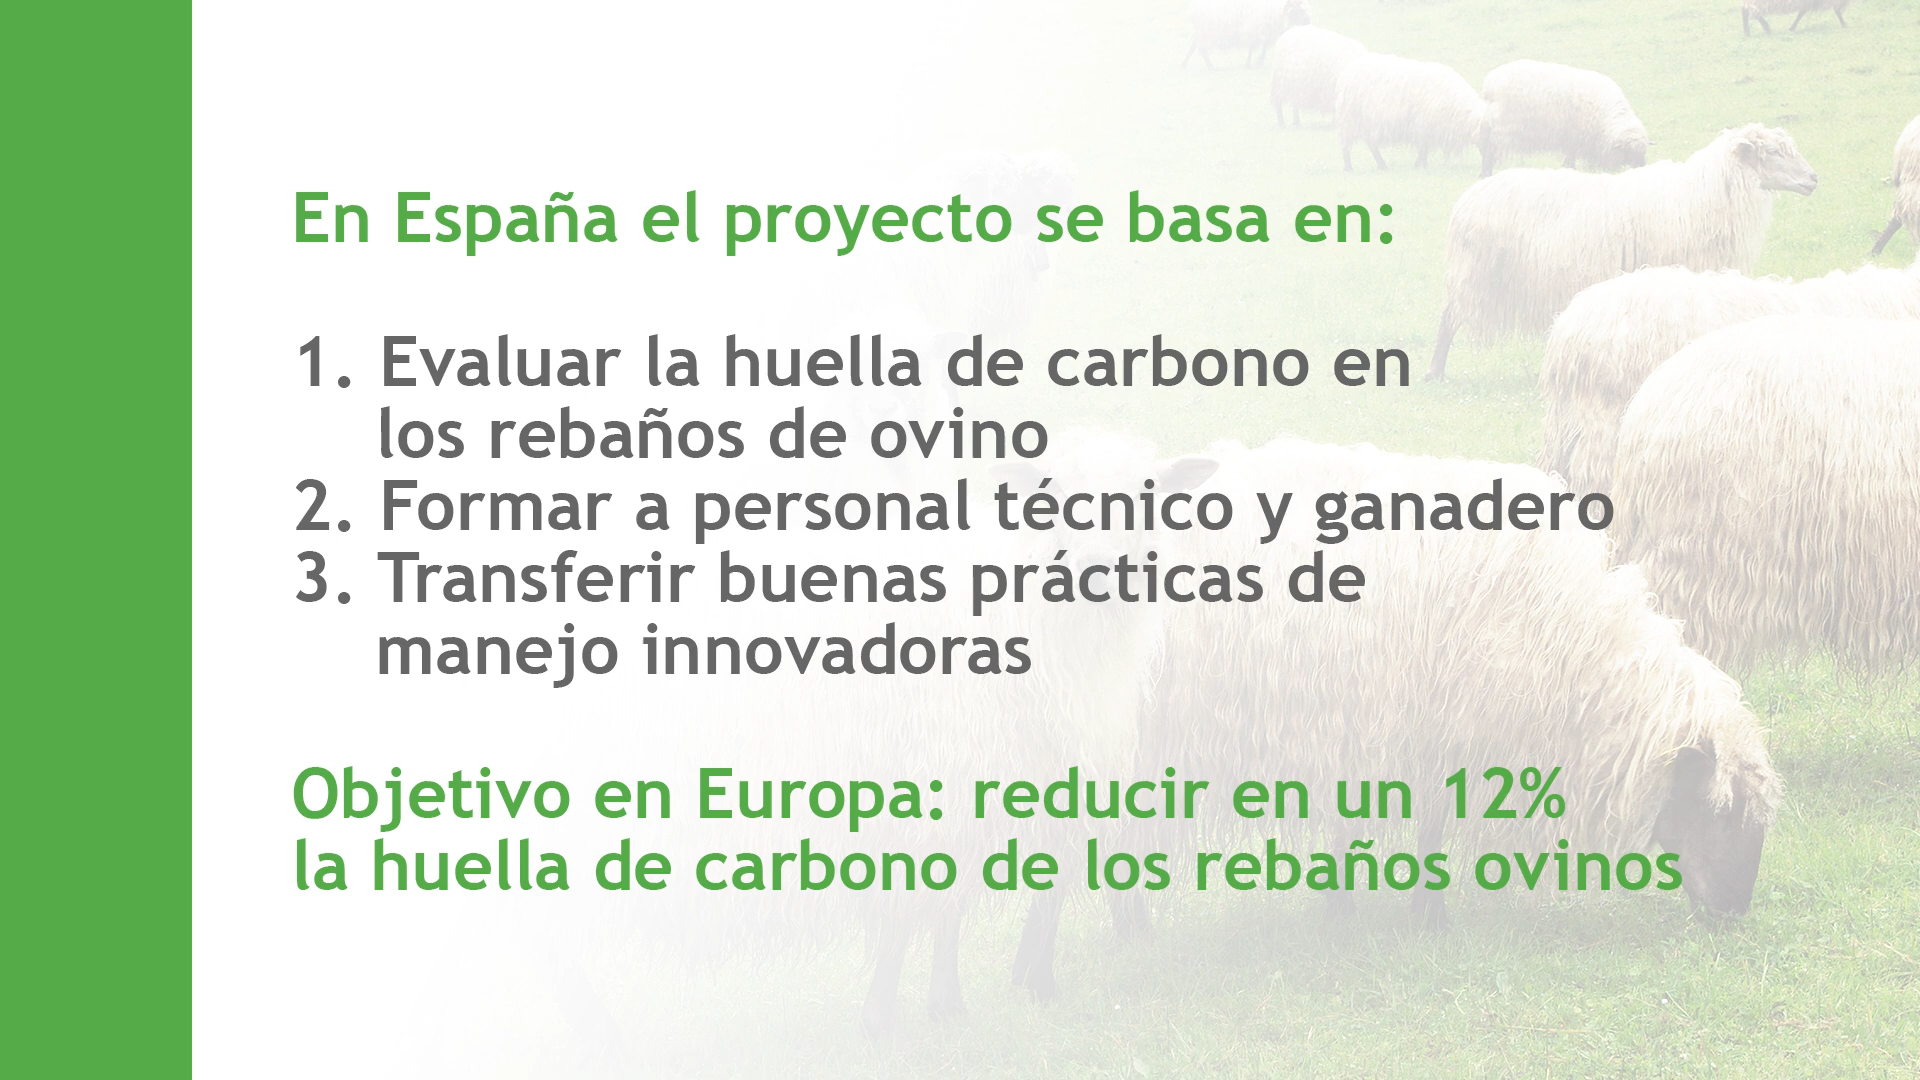 En España el proyecto se basa en:
1. Evaluar la huella de carbono en
los rebaños de ovino
2. Formar a personal técnico y ganadero
3. Transferir buenas prácticas de
manejo innovadoras
Objetivo en Europa: reducir en un 12%
la huella de carbono de los rebaños ovinos